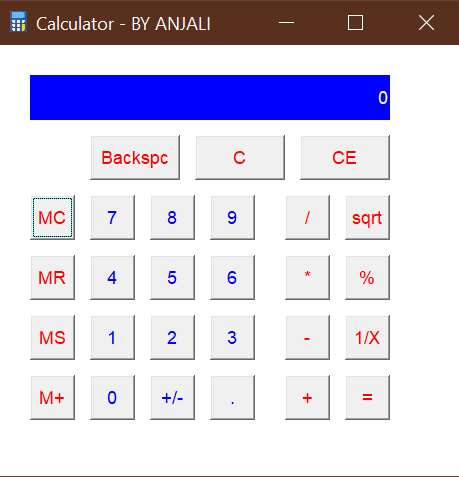 Calculator - BY ANJALI
0
Backspc C CE
MC 7 8 9 / sqrt
MR 4 5 6 * %
MS 1 2 3 - 1/X
M+ 0 +/- . + =